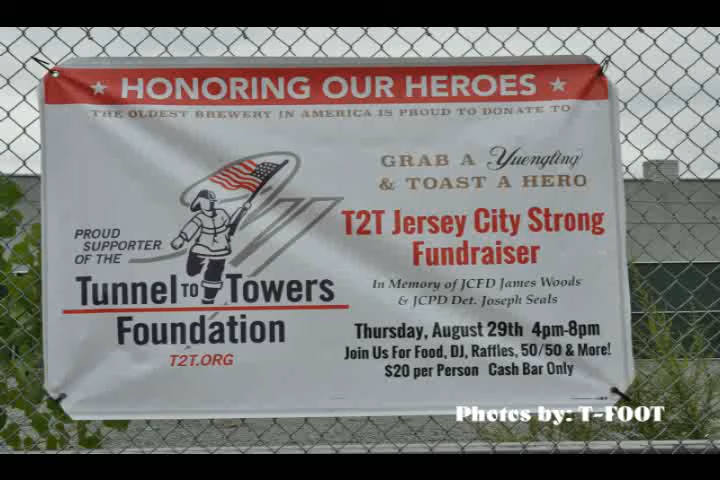 ★ HONORING OUR HEROES ★
THE OLDEST BREWERY IN AMERICA IS PROUD TO DONATE TO
GRAB A Yuengling
& TOAST A HERO
PROUD
SUPPORTER
OF THE
Tunnel TO Towers
Foundation
T2T.ORG
T2T Jersey City Strong
Fundraiser
In Memory of JCFD James Woods
& JCPD Det. Joseph Seals
Thursday, August 29th 4pm-8pm
Join Us For Food, DJ, Raffles, 50/50 & More!
$20 per Person Cash Bar Only
Photos by: T-FOOT